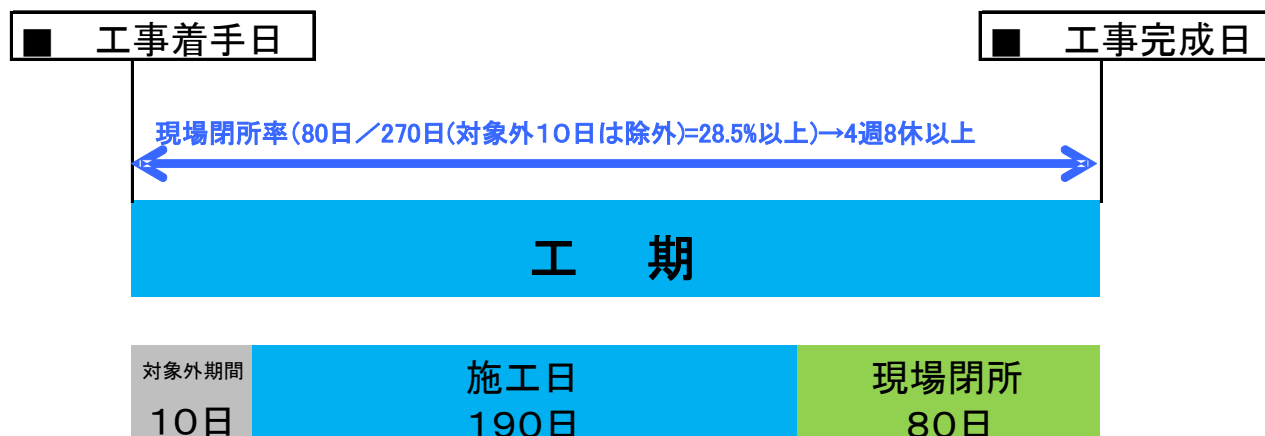 ■　工事着手日
■　工事完成日
現場閉所率（80日／270日(対象外１０日は除外)=28.5%以上）→4週8休以上
工　期
対象外期間
１０日
施工日
１９０日
現場閉所
８０日